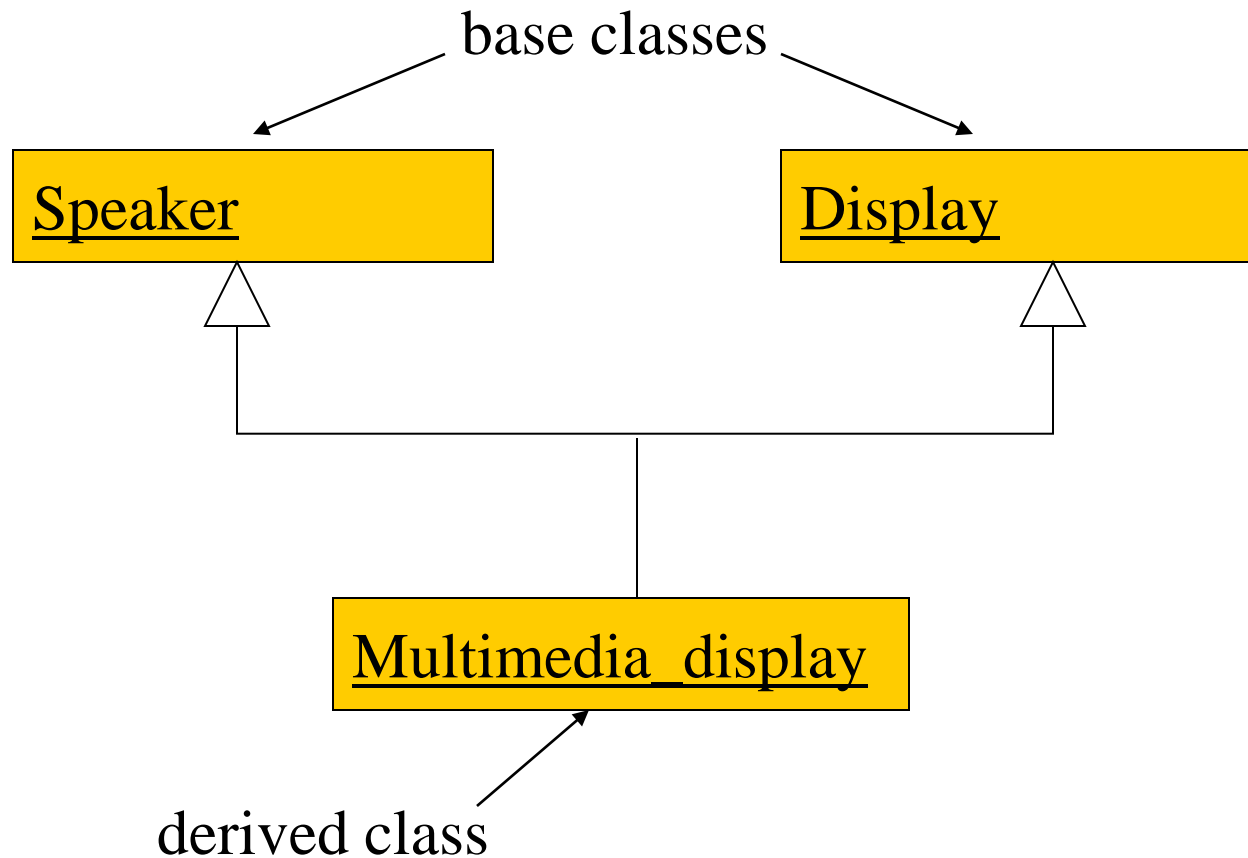 base classes
Speaker
Display
Multimedia_display
derived class